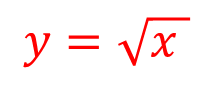 y = √x